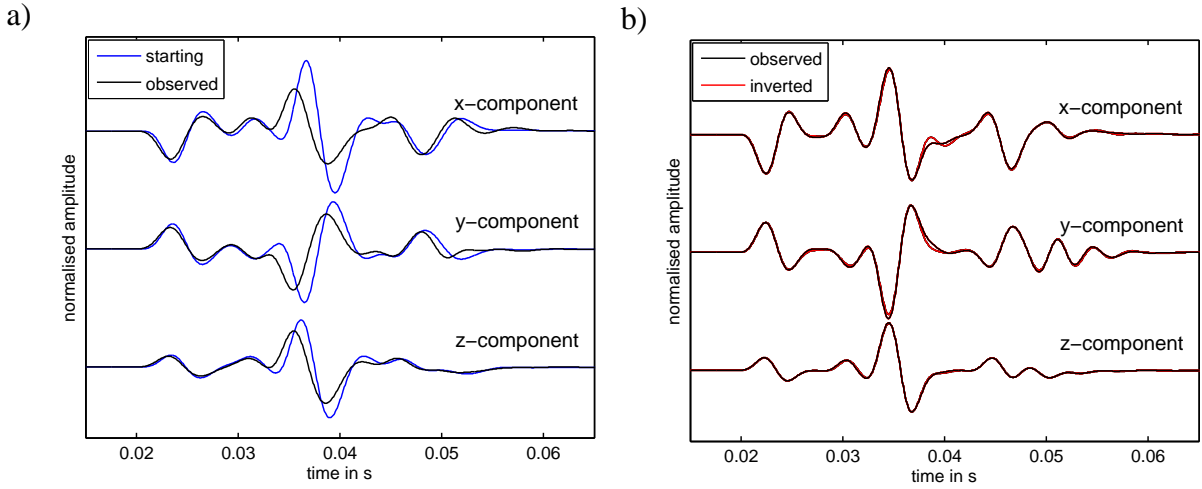 a)
starting
observed
x−component
y−component
z−component
normalised amplitude
0.02 0.03 0.04 0.05 0.06
time in s
b)
observed
inverted
x−component
y−component
z−component
normalised amplitude
0.02 0.03 0.04 0.05 0.06
time in s